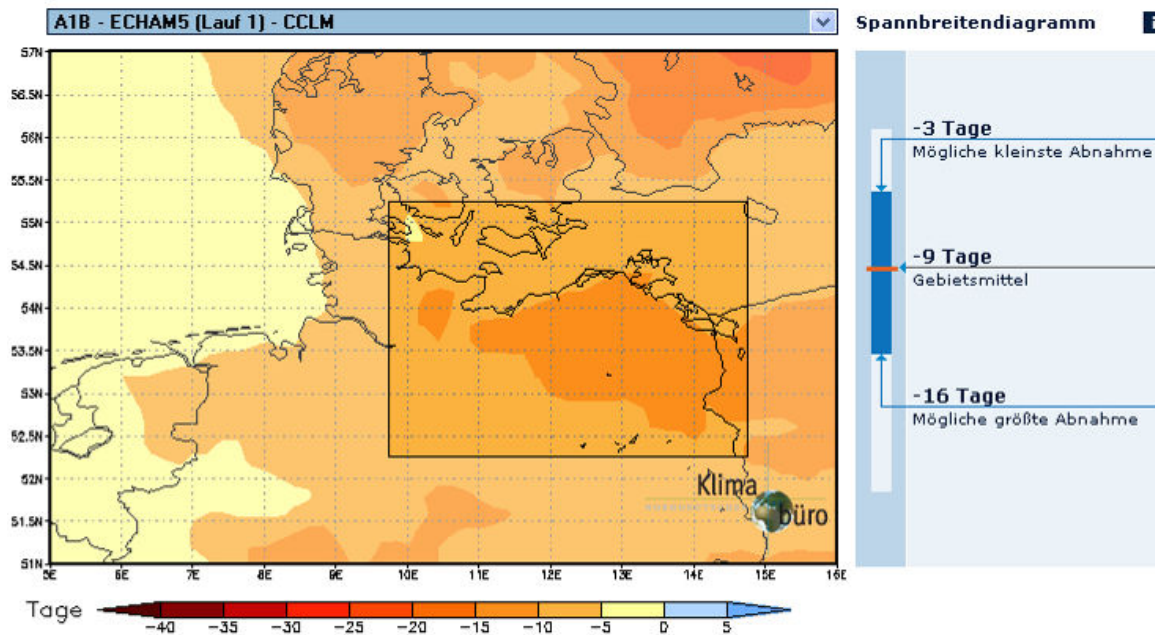 A1B - ECHAM5 (Lauf 1) - CCLM
Spannbreitendiagramm
i
57N
56.5N
56N
55.5N
55N
54.5N
54N
53.5N
53N
52.5N
52N
51.5N
51N
5E 6E 7E 8E 9E 10E 11E 12E 13E 14E 15E 16E
Klima
büro
-3 Tage
Mögliche kleinste Abnahme
-9 Tage
Gebietsmittel
-16 Tage
Mögliche größte Abnahme
Tage
-40 -35 -30 -25 -20 -15 -10 -5 0 5